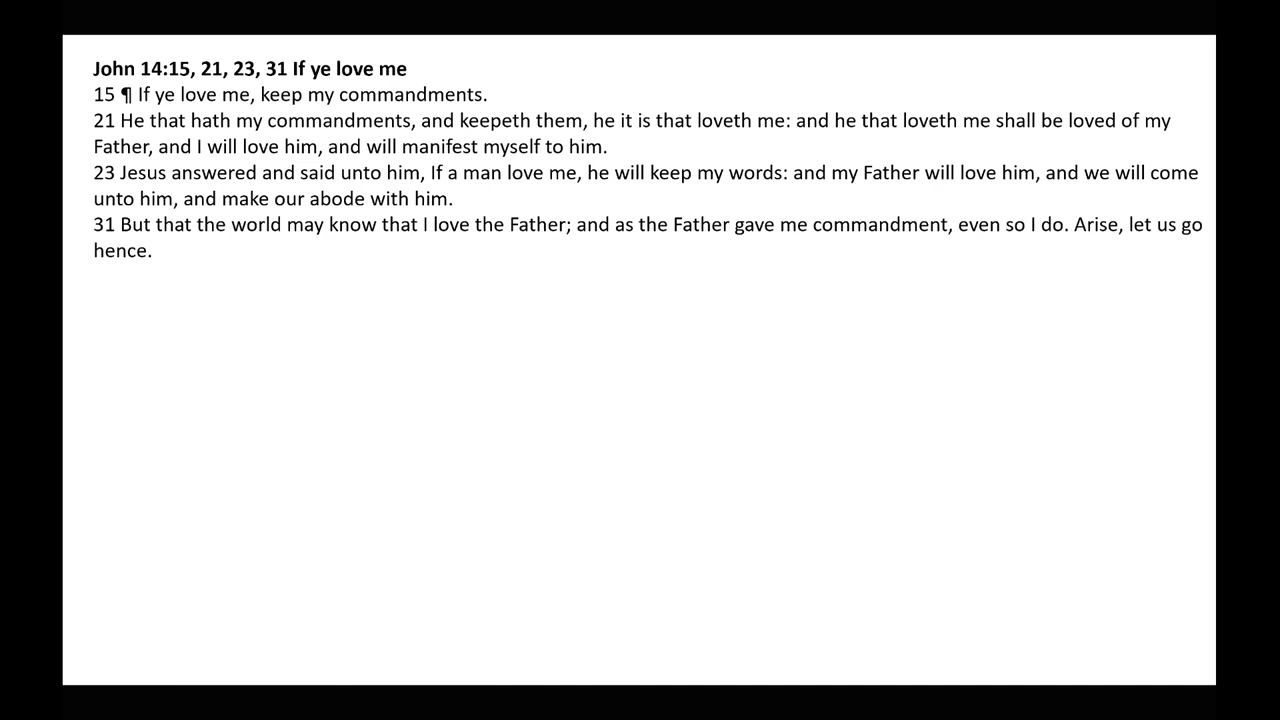 John 14:15, 21, 23, 31 If ye love me
15 ¶ If ye love me, keep my commandments.
21 He that hath my commandments, and keepeth them, he it is that loveth me: and he that loveth me shall be loved of my
Father, and I will love him, and will manifest myself to him.
23 Jesus answered and said unto him, If a man love me, he will keep my words: and my Father will love him, and we will come
unto him, and make our abode with him.
31 But that the world may know that I love the Father; and as the Father gave me commandment, even so I do. Arise, let us go
hence.